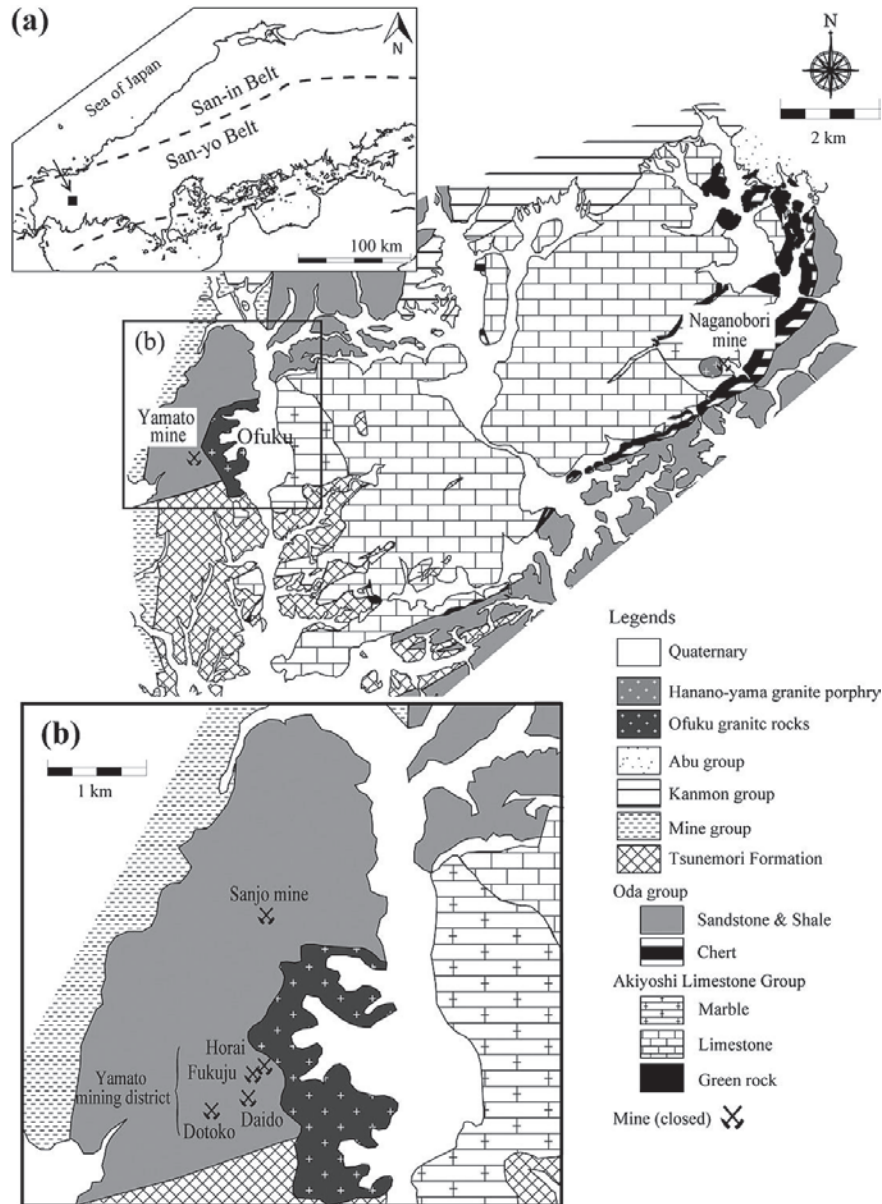 (a)
N
Sea of Japan
San-in Belt
San-yo Belt
100 km
N
2 km
Naganobori
mine
(b)
Yamato
mine
Ofuku
Legends
Quaternary
Hanano-yama granite porphry
Ofuku granitc rocks
Abu group
Kanmon group
Mine group
Tsunemori Formation
Oda group
Sandstone & Shale
Chert
Akiyoshi Limestone Group
Marble
Limestone
Green rock
Mine (closed)
(b)
1 km
Sanjo mine
Horai
Fukuju
Yamato
mining district
Daido
Dotoko